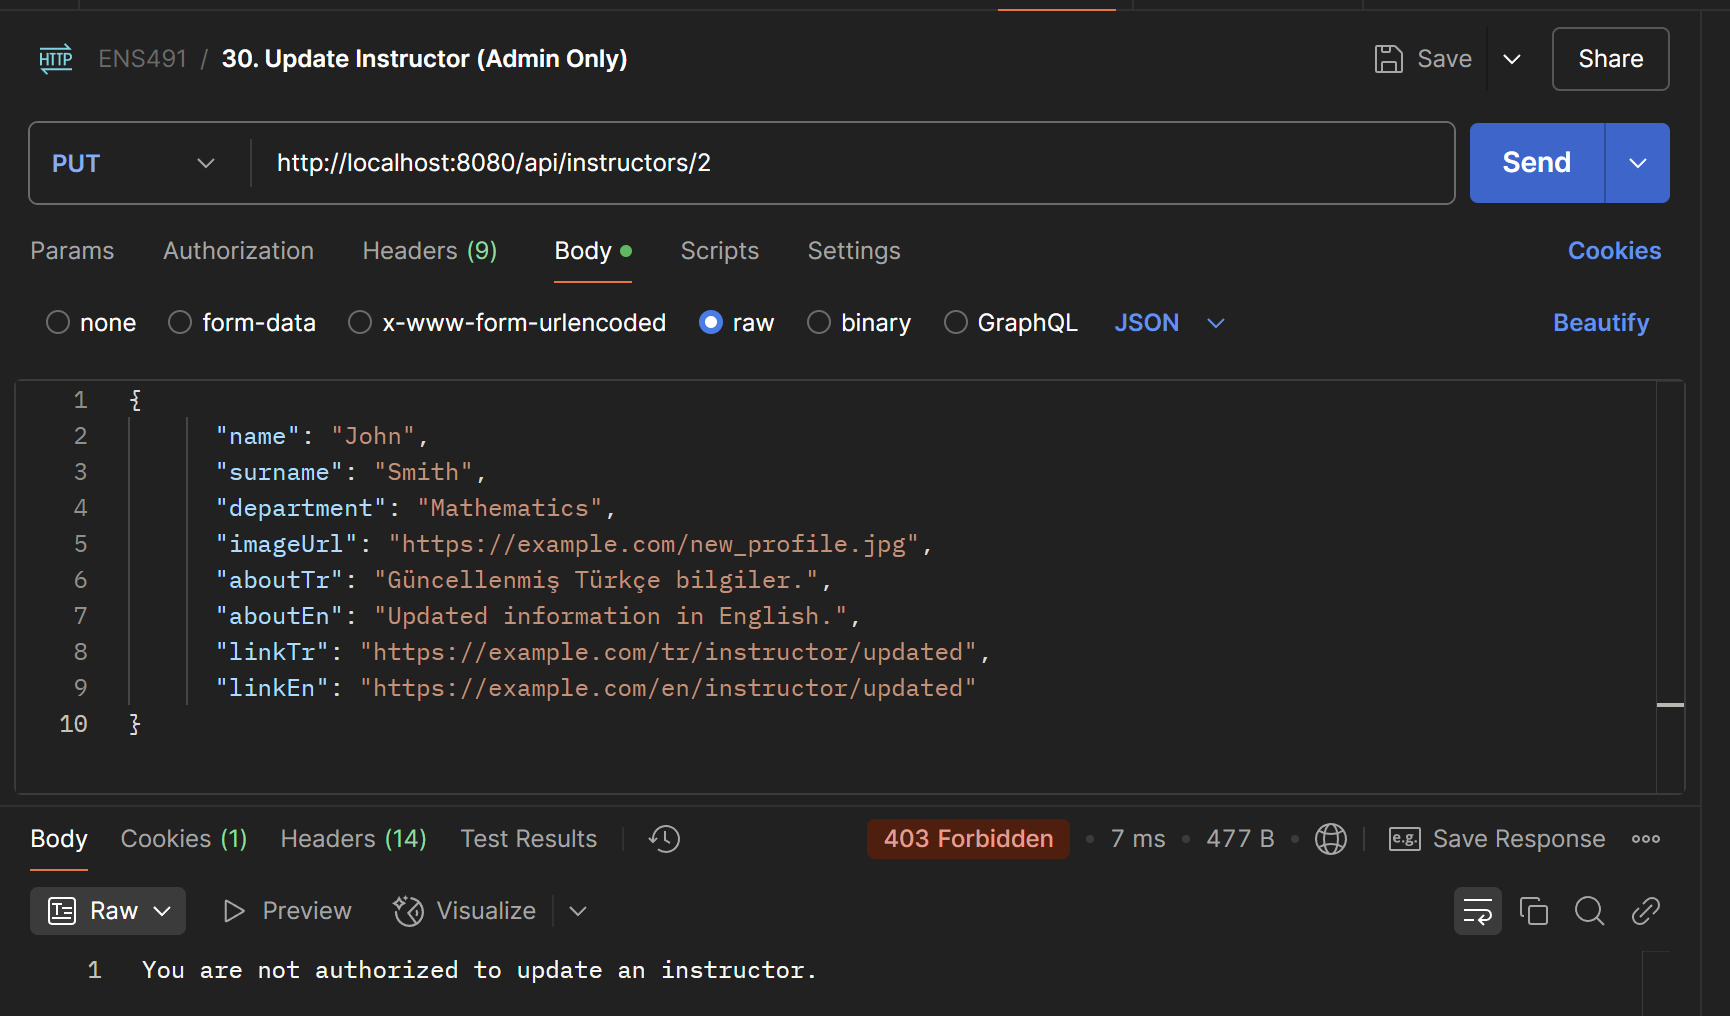 HTTP ENS491 / 30. Update Instructor (Admin Only) Save Share
PUT http://localhost:8080/api/instructors/2 Send
Params Authorization Headers (9) Body Scripts Settings Cookies
none form-data x-www-form-urlencoded raw binary GraphQL JSON Beautify
1 {
2 "name": "John",
3 "surname": "Smith",
4 "department": "Mathematics",
5 "imageUrl": "https://example.com/new_profile.jpg",
6 "aboutTr": "Güncellenmiş Türkçe bilgiler.",
7 "aboutEn": "Updated information in English.",
8 "linkTr": "https://example.com/tr/instructor/updated",
9 "linkEn": "https://example.com/en/instructor/updated"
10 }
Body Cookies (1) Headers (14) Test Results 403 Forbidden • 7 ms • 477 B • e.g. Save Response
Raw Preview Visualize
1 You are not authorized to update an instructor.